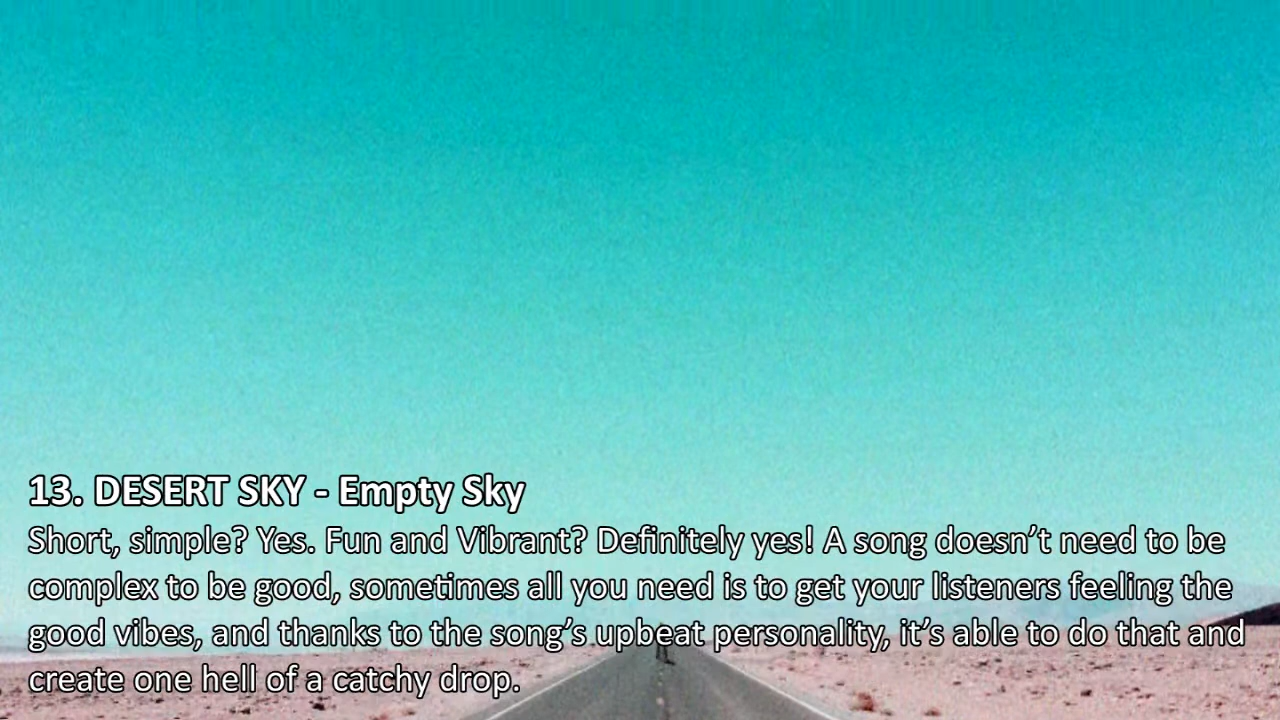 13. DESERT SKY - Empty Sky
Short, simple? Yes. Fun and Vibrant? Definitely yes! A song doesn’t need to be
complex to be good, sometimes all you need is to get your listeners feeling the
good vibes, and thanks to the song’s upbeat personality, it’s able to do that and
create one hell of a catchy drop.